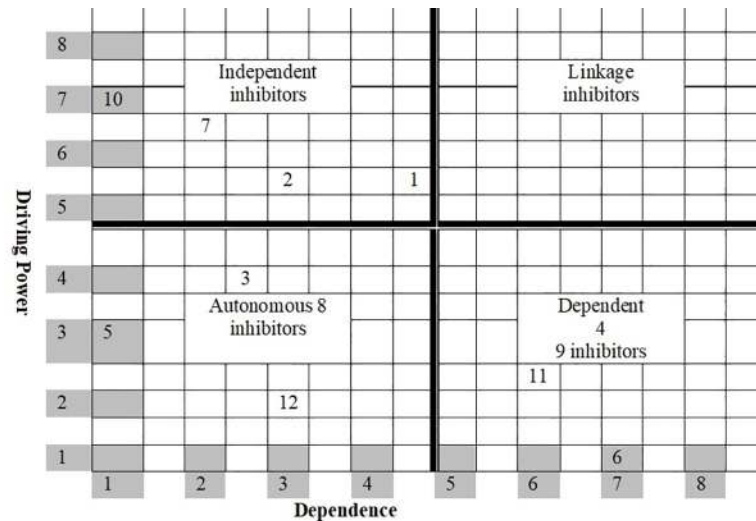 8
Independent
inhibitors
Linkage
inhibitors
7 10
7
6
2 1
5
Driving Power
4 3
Autonomous 8
inhibitors
Dependent
4
9 inhibitors
3 5
11
2 12
1 6
1 2 3 4 5 6 7 8
Dependence